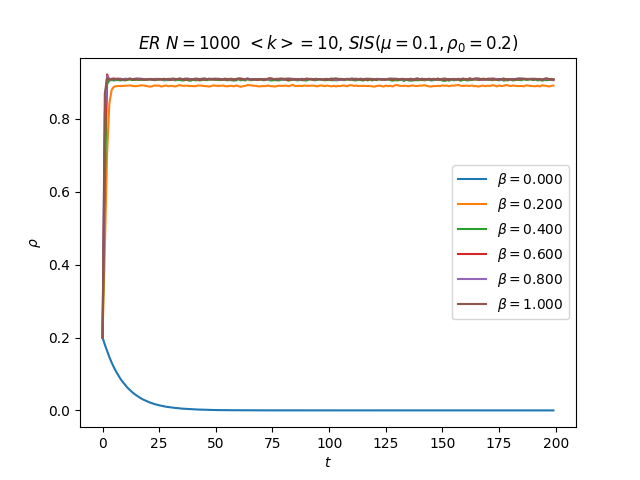 ER N = 1000 < k >= 10, SIS(μ = 0.1, ρ₀ = 0.2)
ρ
0.8
0.6
0.4
0.2
0.0
β = 0.000
β = 0.200
β = 0.400
β = 0.600
β = 0.800
β = 1.000
0 25 50 75 100 125 150 175 200
t